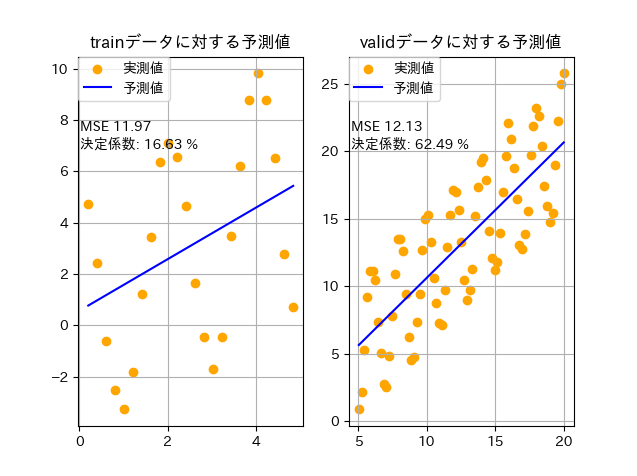 trainデータに対する予測値
実測値
予測値
MSE 11.97
決定係数: 16.63 %
10
8
6
4
2
0
−2
0
2
4
validデータに対する予測値
実測値
予測値
MSE 12.13
決定係数: 62.49 %
25
20
15
10
5
0
5
10
15
20